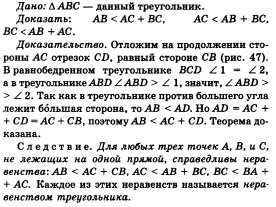 Дано: △ ABC — данный треугольник.
Доказать: AB < AC + BC, AC < AB + BC,
BC < AB + AC.
Доказательство. Отложим на продолжении сто-
роны AC отрезок CD, равный стороне CB (рис. 47).
В равнобедренном треугольнике BCD ∠ 1 = ∠ 2,
а в треугольнике ABD ∠ ABD > ∠ 1, значит, ∠ ABD >
> ∠ 2. Так как в треугольнике против большего угла
лежит бо́льшая сторона, то AB < AD. Но AD = AC +
+ CD = AC + CB, поэтому AB < AC + CD. Теорема до-
казана.
Следствие. Для любых трех точек A, B, и C,
не лежащих на одной прямой, справедливы нера-
венства: AB < AC + CB, AC < AB + BC, BC < BA +
+ AC. Каждое из этих неравенств называется нера-
венством треугольника.